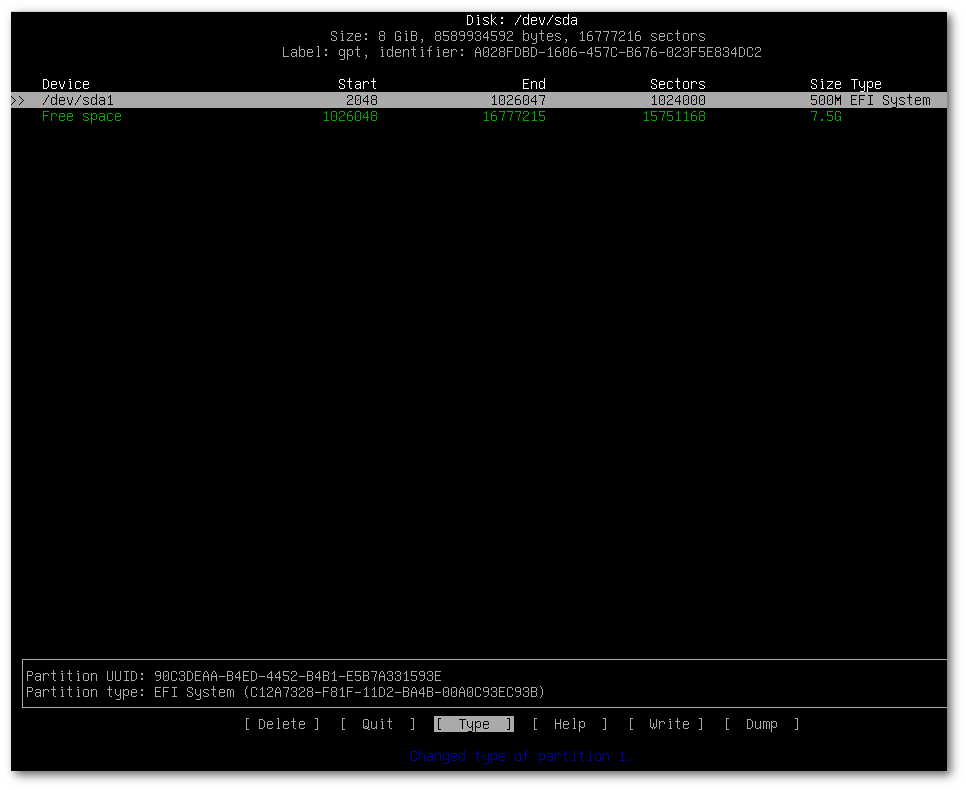 Disk: /dev/sda
Size: 8 GiB, 8589934592 bytes, 16777216 sectors
Label: gpt, identifier: A028FDBD-1606-457C-B676-023F5E834DC2
Device Start End Sectors Size Type
>> /dev/sda1 2048 1026047 1024000 500M EFI System
Free space 1026048 16777215 15751168 7.5G
Partition UUID: 90C3DEAA-B4ED-4452-B4B1-E5B7A331593E
Partition type: EFI System (C12A7328-F81F-11D2-BA4B-00A0C93EC93B)
[ Delete ] [ Quit ] [ Type ] [ Help ] [ Write ] [ Dump ]
Changed type of partition 1.